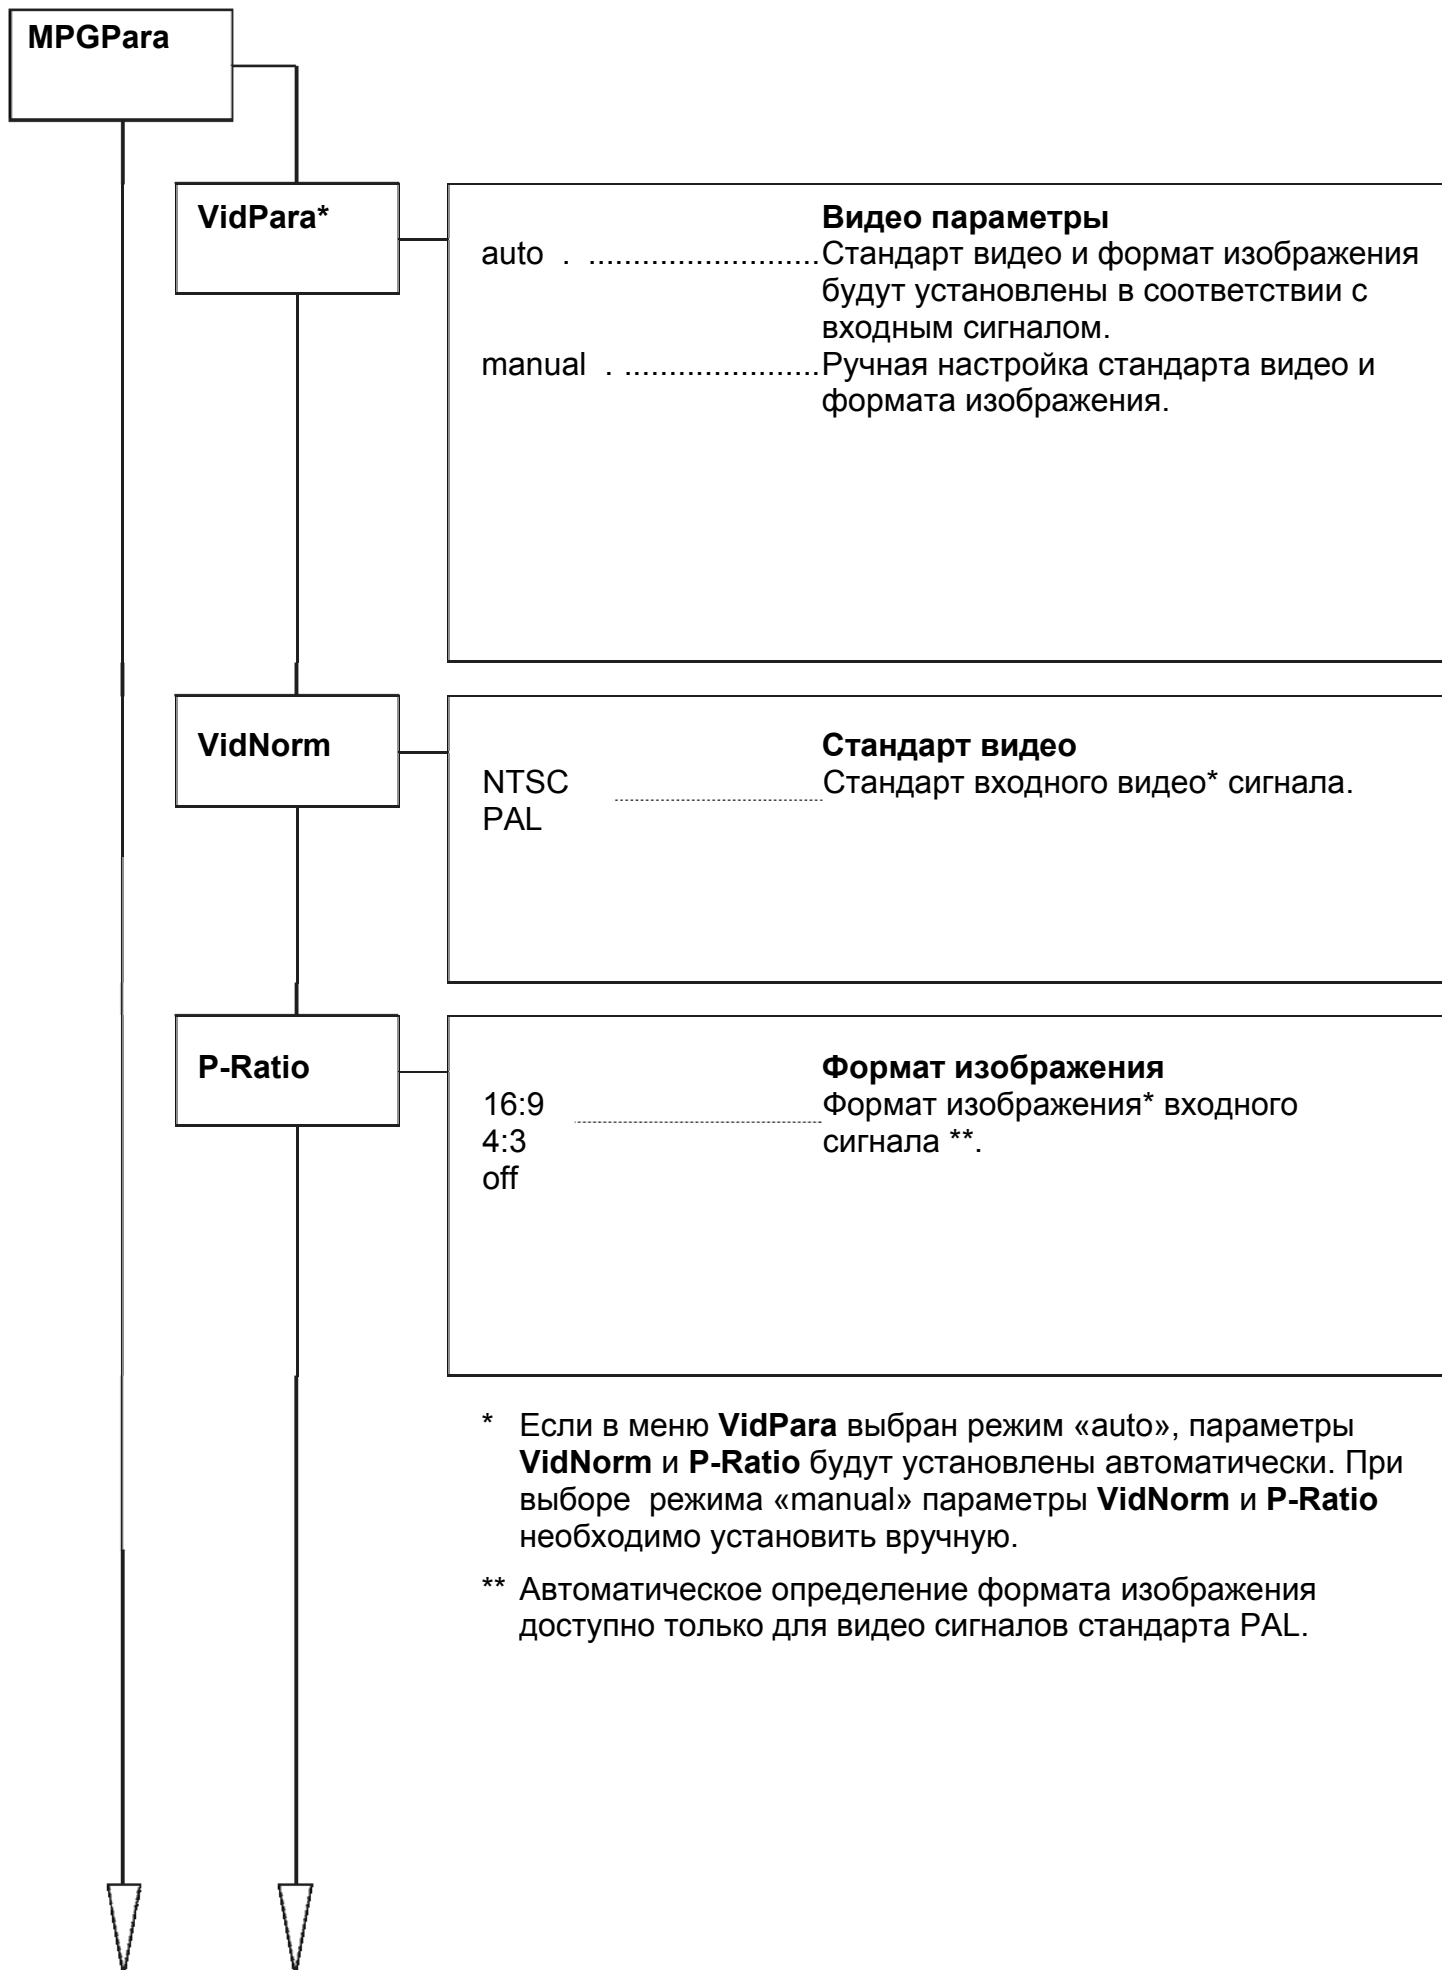 MPGPara
VidPara*
Видео параметры
auto . ..........................Стандарт видео и формат изображения
будут установлены в соответствии с
входным сигналом.
manual . ......................Ручная настройка стандарта видео и
формата изображения.
VidNorm
Стандарт видео
NTSC ..........................Стандарт входного видео* сигнала.
PAL
P-Ratio
Формат изображения
16:9 ..........................Формат изображения* входного
4:3 сигнала **.
off
* Если в меню VidPara выбран режим «auto», параметры
VidNorm и P-Ratio будут установлены автоматически. При
выборе режима «manual» параметры VidNorm и P-Ratio
необходимо установить вручную.
** Автоматическое определение формата изображения
доступно только для видео сигналов стандарта PAL.